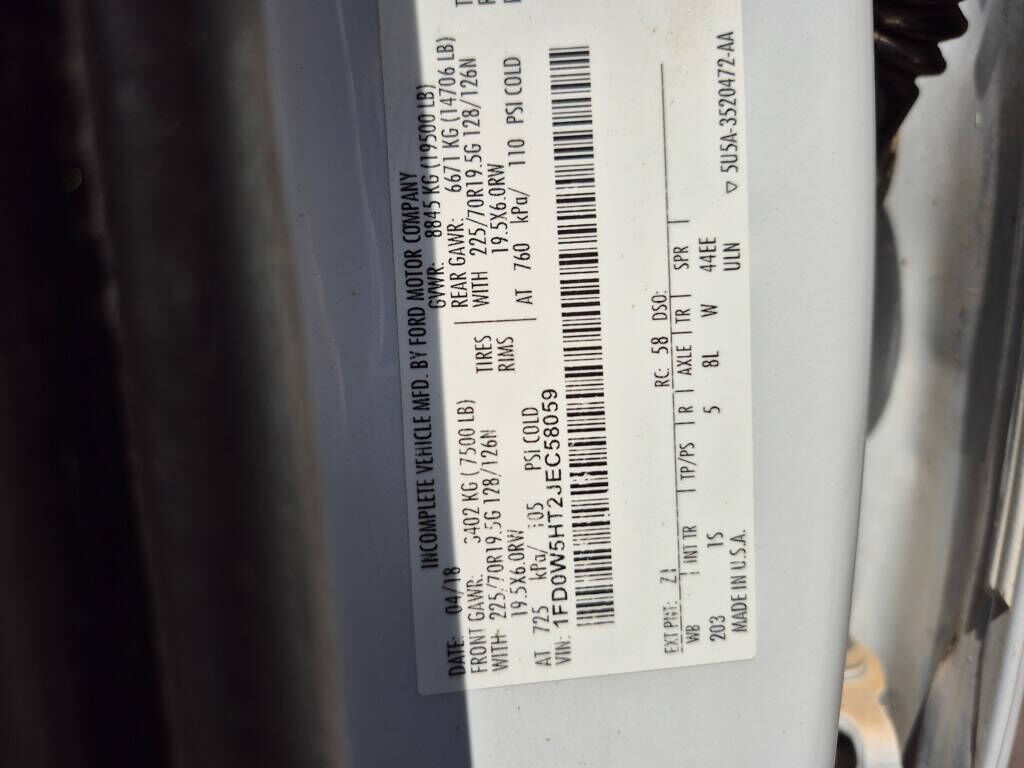 INCOMPLETE VEHICLE MFD. BY FORD MOTOR COMPANY
DATE: 04/18 GVWR: 8845 KG (19500 LB)
FRONT GAWR: 3402 KG (7500 LB) REAR GAWR: 6671 KG (14706 LB)
WITH 225/70R19.5G 128/126N TIRES WITH 225/70R19.5G 128/126N
19.5X6.0RW RIMS 19.5X6.0RW
AT 725 kPa/ 105 PSI COLD AT 760 kPa/ 110 PSI COLD
VIN: 1FD0W5HT2JEC58059
EXT PNT: Z1 RC: 58 DSO:
WB INT TR TP/PS R AXLE TR SPR
203 IS 5 8L W 44EE
MADE IN U.S.A. ULN
▽ 5U5A-3520472-AA